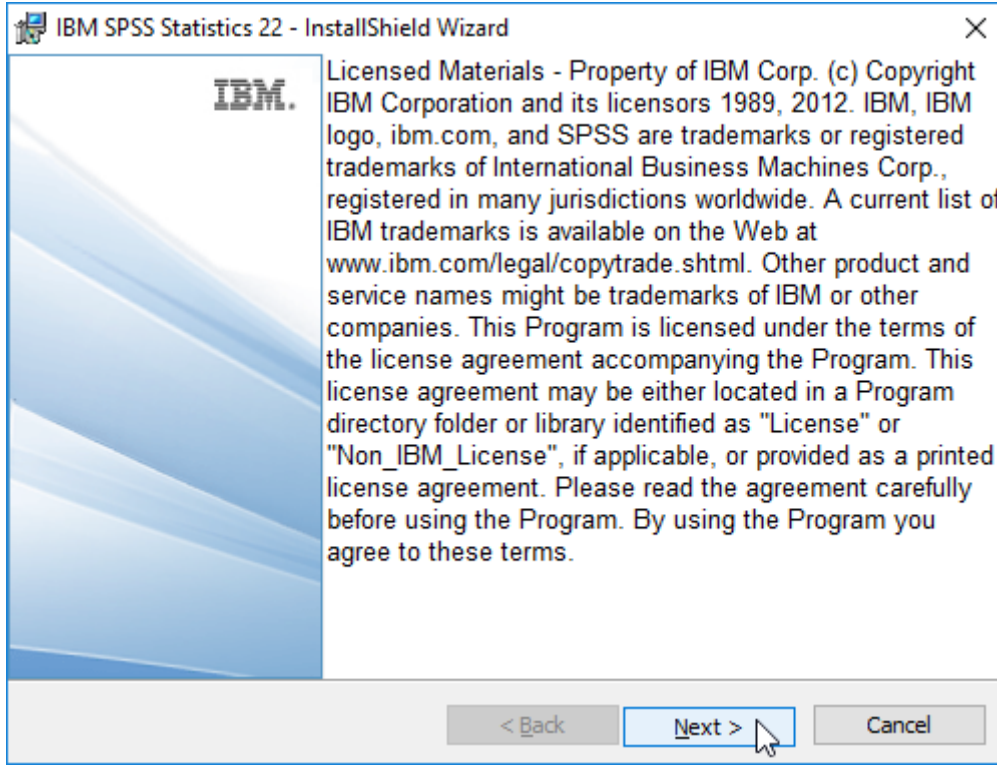 IBM SPSS Statistics 22 - InstallShield Wizard
IBM.
Licensed Materials - Property of IBM Corp. (c) Copyright
IBM Corporation and its licensors 1989, 2012. IBM, IBM
logo, ibm.com, and SPSS are trademarks or registered
trademarks of International Business Machines Corp.,
registered in many jurisdictions worldwide. A current list of
IBM trademarks is available on the Web at
www.ibm.com/legal/copytrade.shtml. Other product and
service names might be trademarks of IBM or other
companies. This Program is licensed under the terms of
the license agreement accompanying the Program. This
license agreement may be either located in a Program
directory folder or library identified as "License" or
"Non_IBM_License", if applicable, or provided as a printed
license agreement. Please read the agreement carefully
before using the Program. By using the Program you
agree to these terms.
< Back Next > Cancel